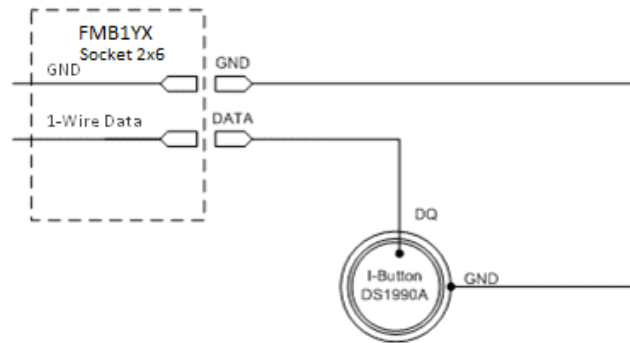 FMB1YX
Socket 2x6
GND
GND
1-Wire Data
DATA
DQ
I-Button
DS1990A
GND